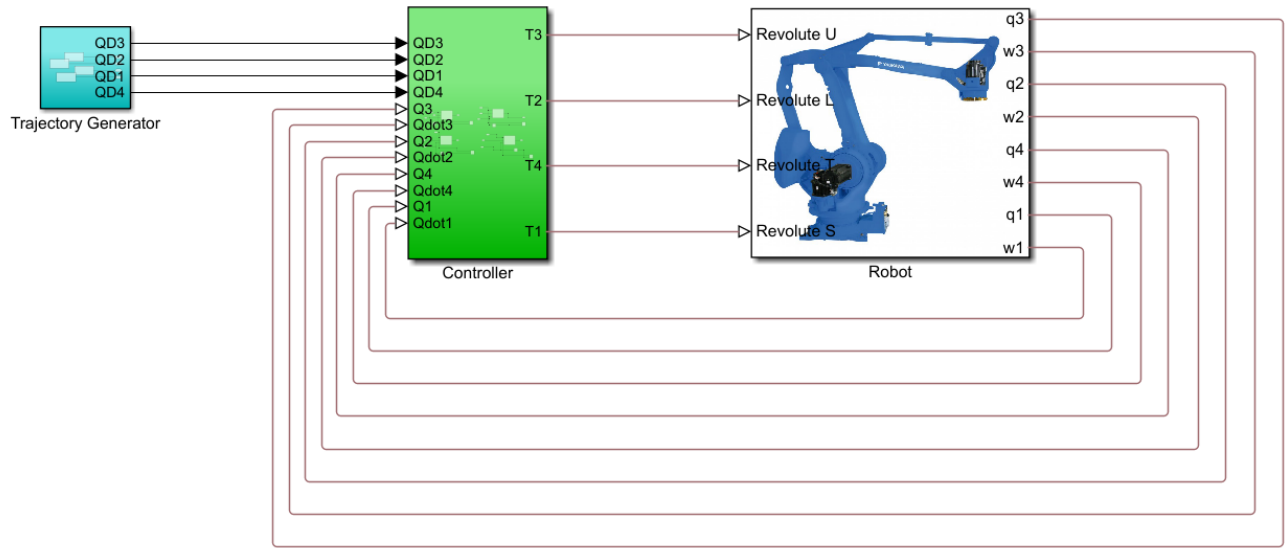 QD3
QD2
QD1
QD4
Trajectory Generator
QD3
QD2
QD1
QD4
Q3
Qdot3
Q2
Qdot2
Q4
Qdot4
Q1
Qdot1
T3
T2
T4
T1
Controller
Revolute U
Revolute L
Revolute T
Revolute S
YASKAWA
q3
w3
q2
w2
q4
w4
q1
w1
Robot